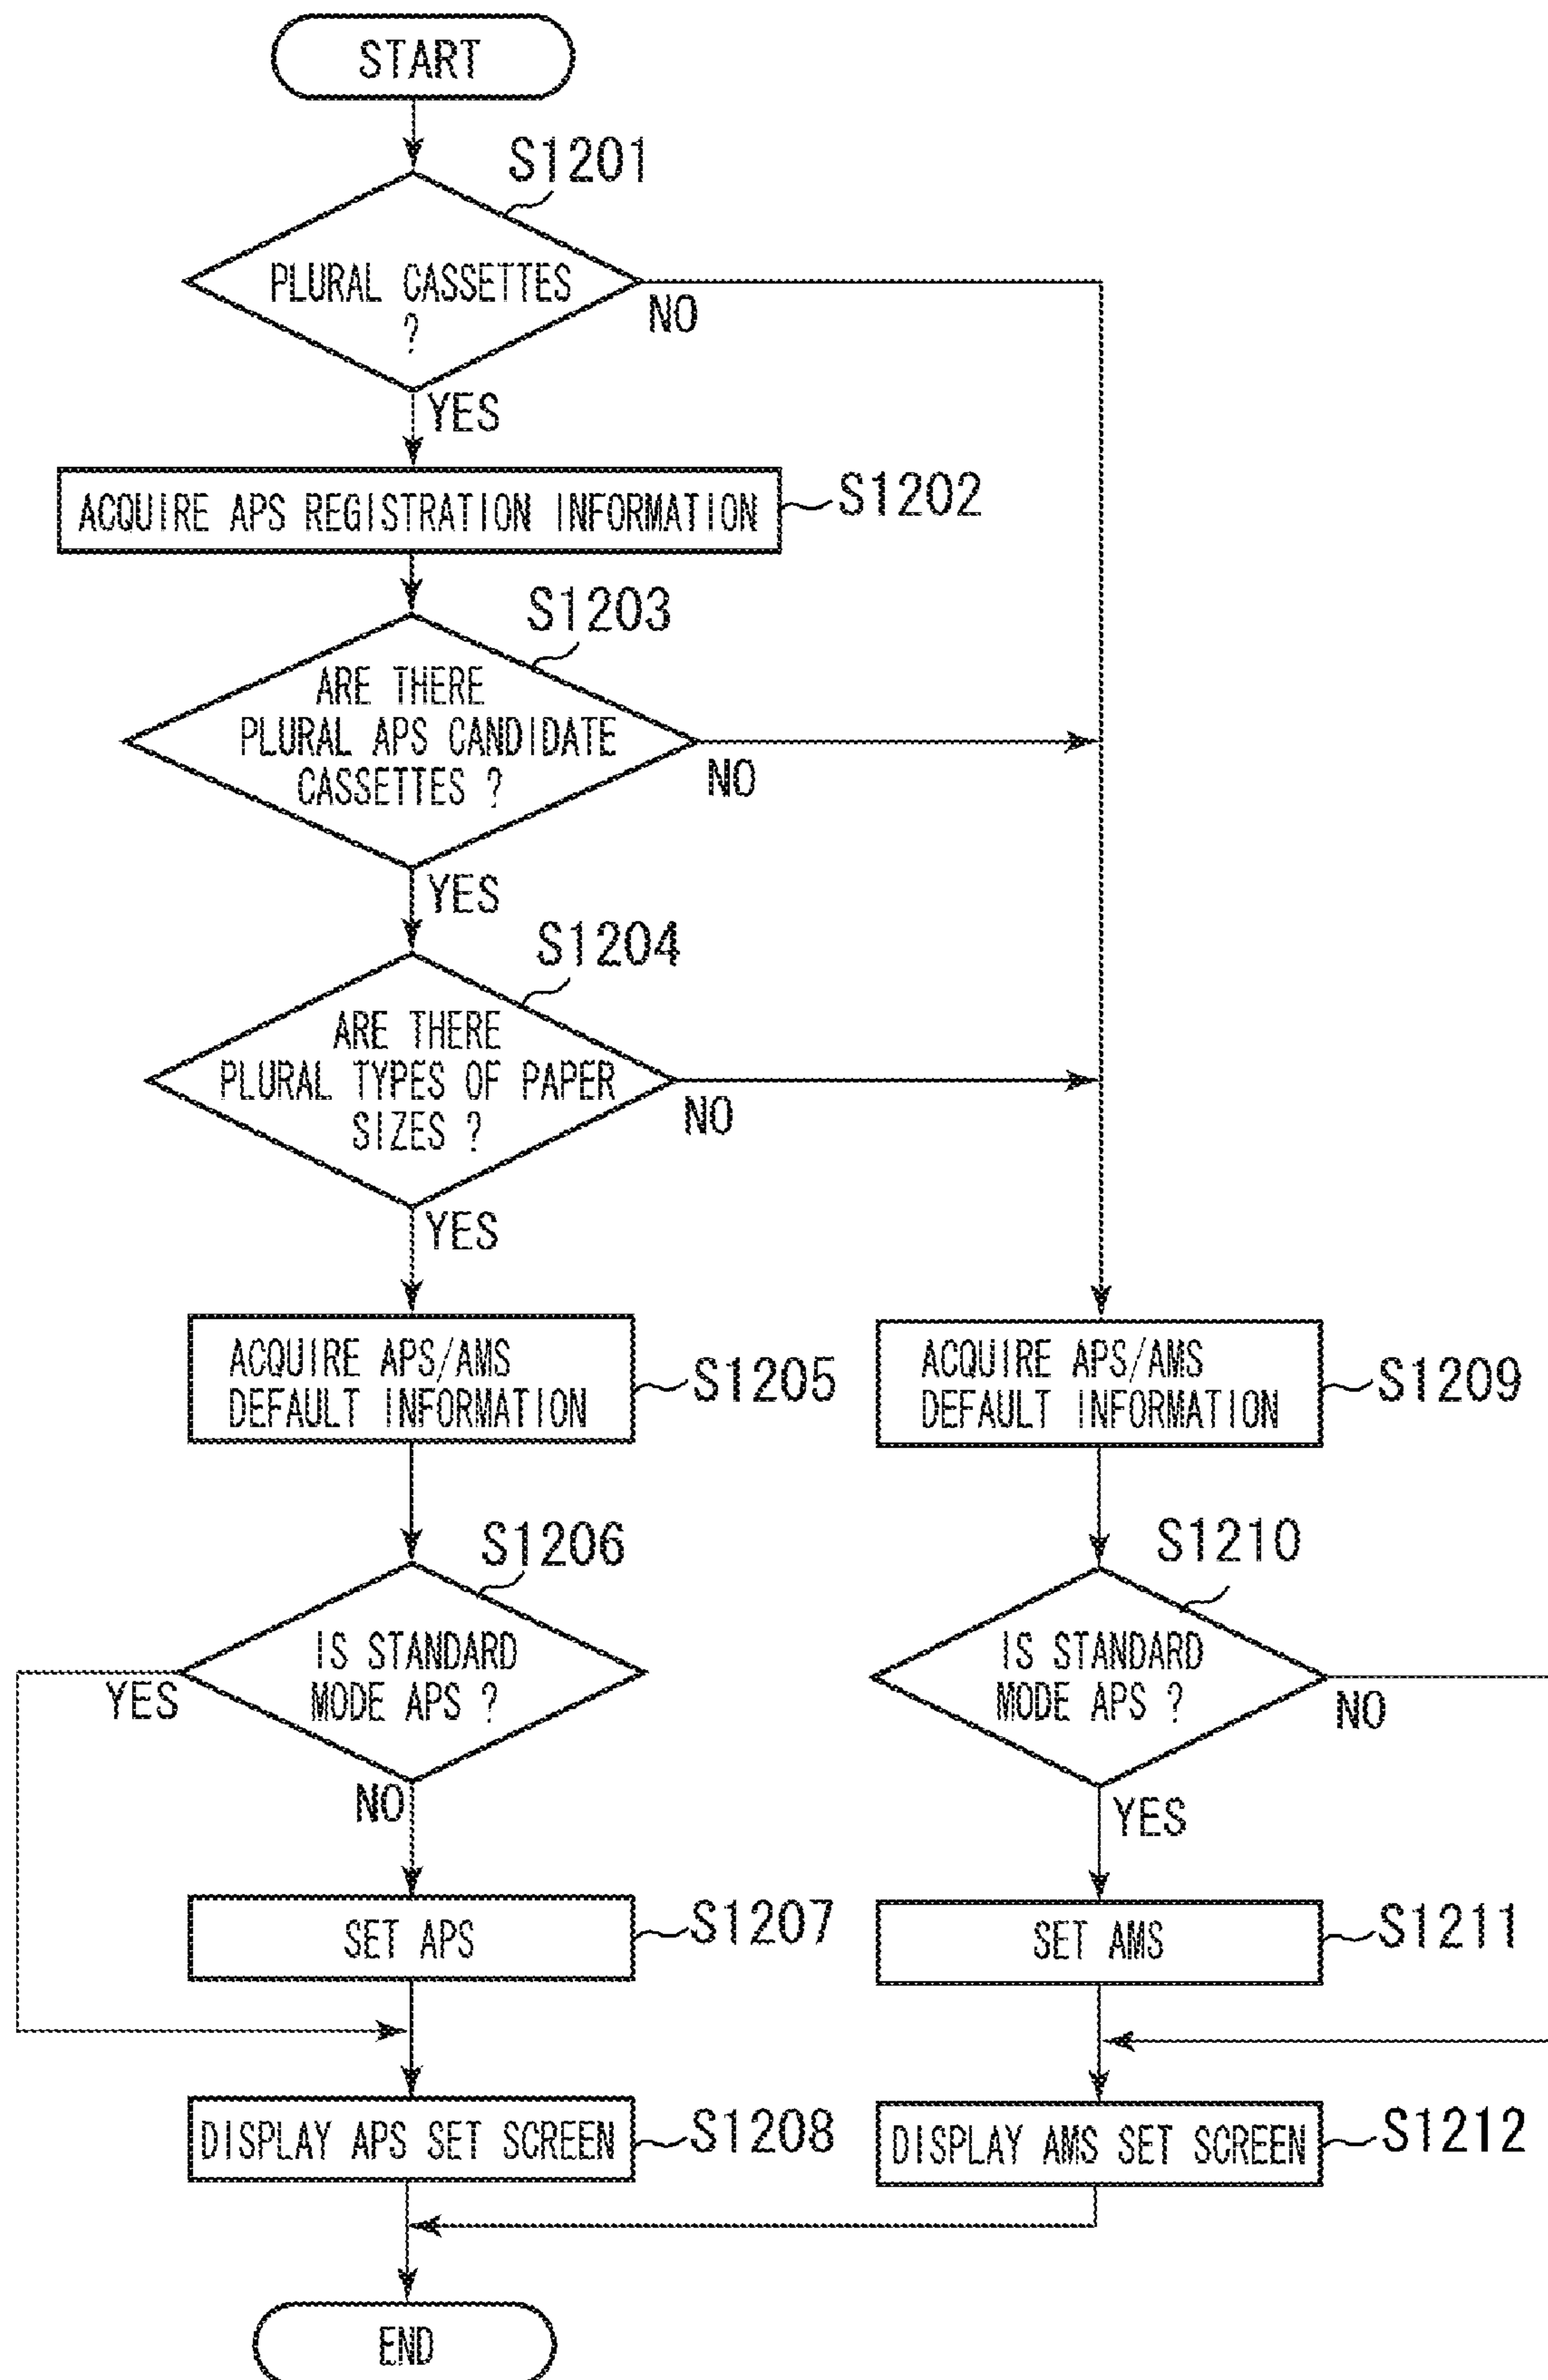 START
S1201
PLURAL CASSETTES
?
NO
YES
ACQUIRE APS REGISTRATION INFORMATION
S1202
S1203
ARE THERE
PLURAL APS CANDIDATE
CASSETTES ?
NO
YES
S1204
ARE THERE
PLURAL TYPES OF PAPER
SIZES ?
NO
YES
ACQUIRE APS/AMS
DEFAULT INFORMATION
S1205
ACQUIRE APS/AMS
DEFAULT INFORMATION
S1209
S1206
IS STANDARD
MODE APS ?
YES
NO
S1210
IS STANDARD
MODE APS ?
NO
YES
SET APS
S1207
SET AMS
S1211
DISPLAY APS SET SCREEN
S1208
DISPLAY AMS SET SCREEN
S1212
END